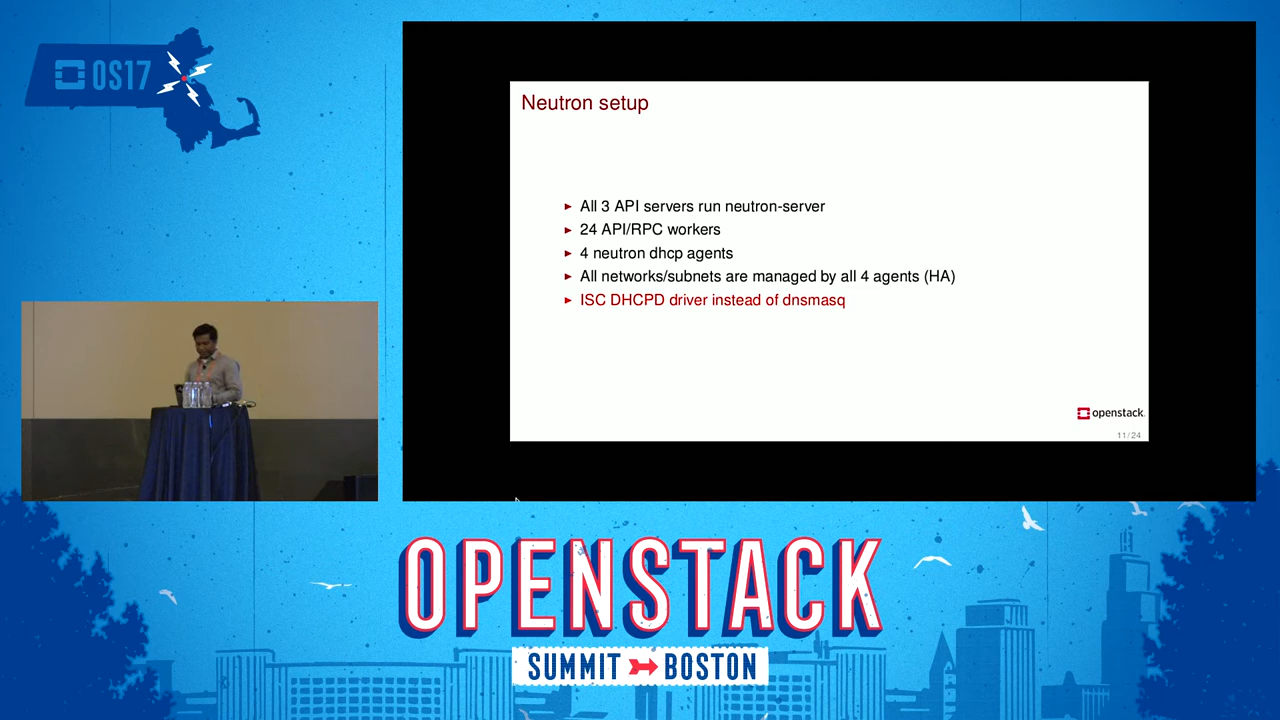 OS17
Neutron setup
► All 3 API servers run neutron-server
► 24 API/RPC workers
► 4 neutron dhcp agents
► All networks/subnets are managed by all 4 agents (HA)
► ISC DHCPD driver instead of dnsmasq
openstack
11/24
OPENSTACK
SUMMIT BOSTON